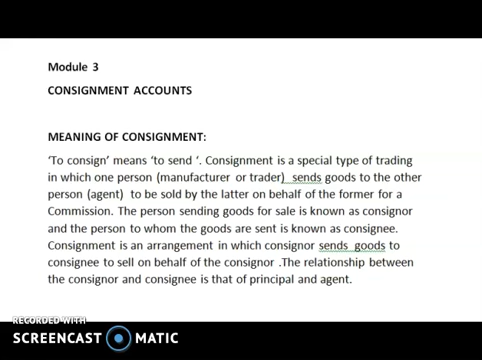 Module 3
CONSIGNMENT ACCOUNTS
MEANING OF CONSIGNMENT:
‘To consign’ means ‘to send ‘. Consignment is a special type of trading
in which one person (manufacturer or trader) sends goods to the other
person (agent) to be sold by the latter on behalf of the former for a
Commission. The person sending goods for sale is known as consignor
and the person to whom the goods are sent is known as consignee.
Consignment is an arrangement in which consignor sends goods to
consignee to sell on behalf of the consignor .The relationship between
the consignor and consignee is that of principal and agent.
RECORDED WITH
SCREENCAST MATIC